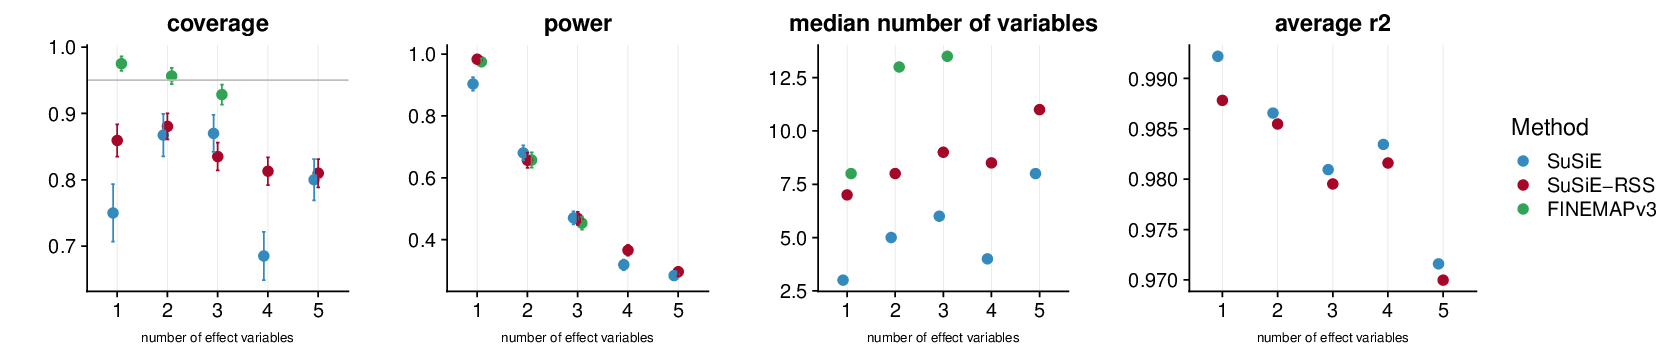 coverage
1.0
0.9
0.8
0.7
1 2 3 4 5
number of effect variables
power
1.0
0.8
0.6
0.4
1 2 3 4 5
number of effect variables
median number of variables
12.5
10.0
7.5
5.0
2.5
1 2 3 4 5
number of effect variables
average r2
0.990
0.985
0.980
0.975
0.970
1 2 3 4 5
number of effect variables
Method
SuSiE
SuSiE−RSS
FINEMAPv3